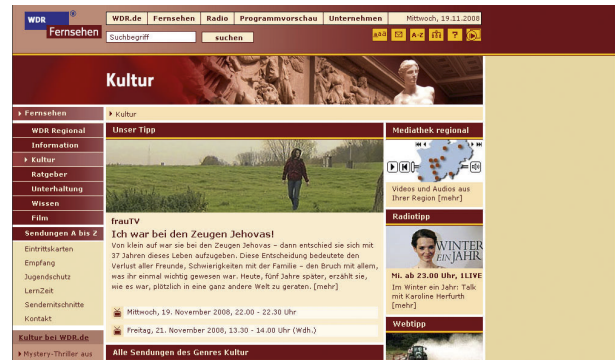 WDR ®
Fernsehen
WDR.de Fernsehen Radio Programmvorschau Unternehmen Mittwoch, 19.11.2008
Suchbegriff suchen aaa A-Z ?
Kultur
Fernsehen
WDR Regional
Information
Kultur
Ratgeber
Unterhaltung
Wissen
Film
Sendungen A bis Z
Eintrittskarten
Empfang
Jugendschutz
LernZeit
Sendemitschnitte
Kontakt
Kultur bei WDR.de
Mystery-Thriller aus
Kultur
Unser Tipp
frauTV
Ich war bei den Zeugen Jehovas!
Von klein auf war sie bei den Zeugen Jehovas – dann entschied sie sich mit
37 Jahren dieses Leben aufzugeben. Diese Entscheidung bedeutete den
Verlust aller Freunde, Schwierigkeiten mit der Familie – den Bruch mit allem,
was ihr einmal wichtig gewesen war. Heute, fünf Jahre später, erzählt sie,
wie es war, plötzlich in eine ganz andere Welt zu geraten. [mehr]
Mittwoch, 19. November 2008, 22.00 - 22.30 Uhr
Freitag, 21. November 2008, 13.30 - 14.00 Uhr (Wdh.)
Alle Sendungen des Genres Kultur
Mediathek regional
Videos und Audios aus
Ihrer Region [mehr]
Radiotipp
WINTER
EIN JAHR
Mi. ab 23.00 Uhr, 1LIVE
Im Winter ein Jahr: Talk
mit Karoline Herfurth
[mehr]
Webtipp